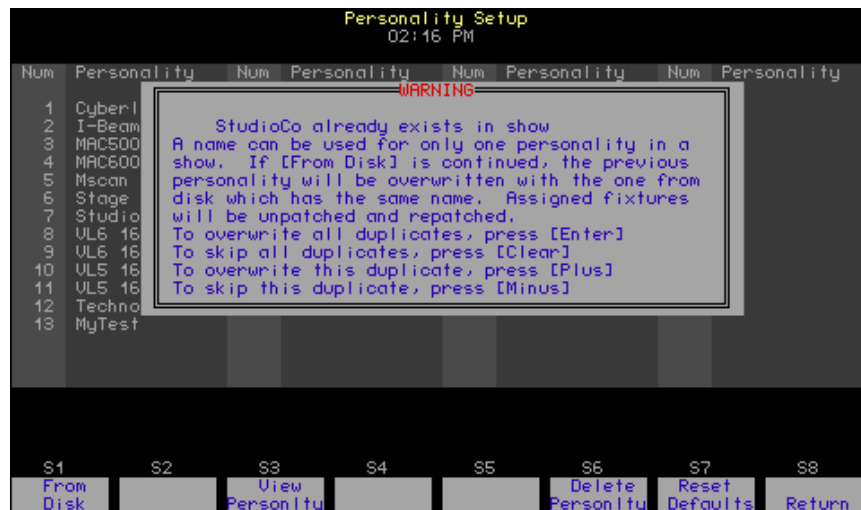 Personality Setup
02:16 PM
Num Personality Num Personality Num Personality Num Personality
WARNING
StudioCo already exists in show
A name can be used for only one personality in a
show. If [From Disk] is continued, the previous
personality will be overwritten with the one from
disk which has the same name. Assigned fixtures
will be unpatched and repatched.
To overwrite all duplicates, press [Enter]
To skip all duplicates, press [Clear]
To overwrite this duplicate, press [Plus]
To skip this duplicate, press [Minus]
1 Cyberl
2 I-Beam
3 MAC500
4 MAC600
5 Mscan
6 Stage
7 Studio
8 VL6 16
9 VL6 16
10 VL5 16
11 VL5 16
12 Techno
13 MyTest
S1 S2 S3 S4 S5 S6 S7 S8
From Disk
View Personlty
Delete Personlty
Reset Defaults
Return